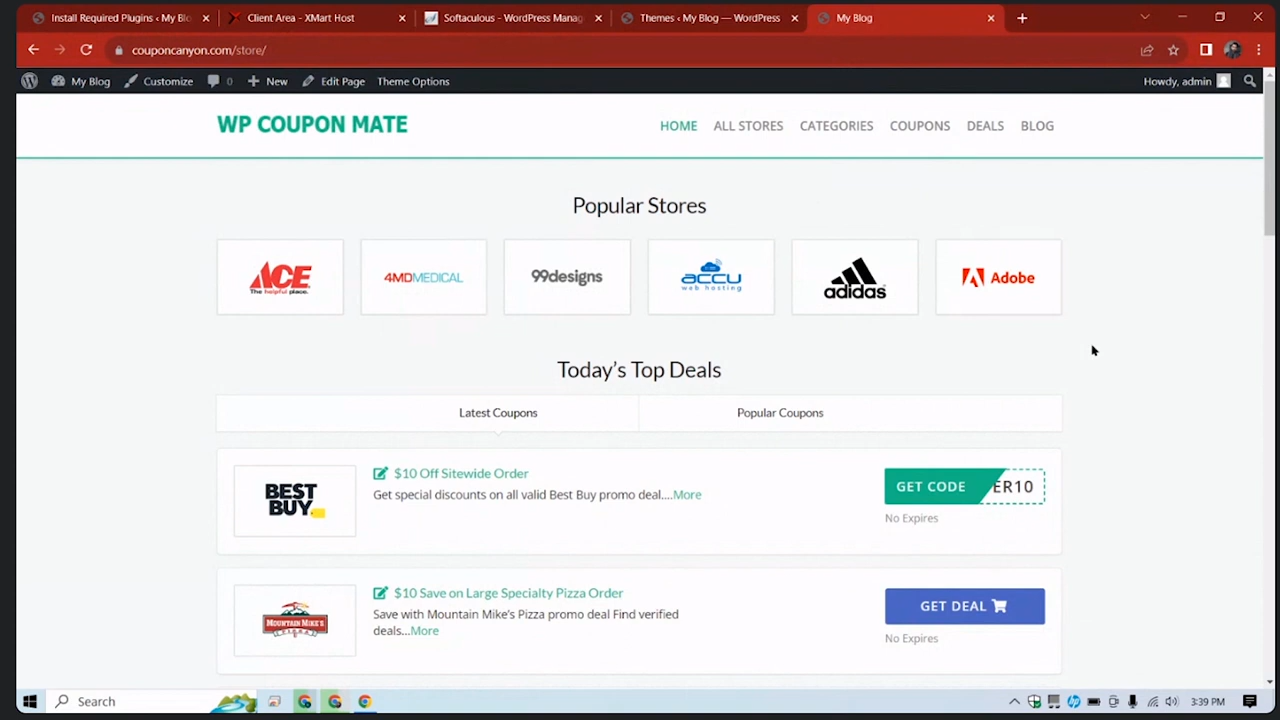 Install Required Plugins ‹ My Blo
Client Area - XMart Host
Softaculous - WordPress Manag
Themes ‹ My Blog — WordPress
My Blog
couponcanyon.com/store/
My Blog
Customize
0
New
Edit Page
Theme Options
Howdy, admin
WP COUPON MATE
HOME
ALL STORES
CATEGORIES
COUPONS
DEALS
BLOG
Popular Stores
ACE
The helpful place.
4MDMEDICAL
99designs
accu
web hosting
adidas
Adobe
Today's Top Deals
Latest Coupons
Popular Coupons
BEST
BUY
$10 Off Sitewide Order
Get special discounts on all valid Best Buy promo deal....More
GET CODE
ER10
No Expires
MOUNTAIN MIKE'S
PIZZA
$10 Save on Large Specialty Pizza Order
Save with Mountain Mike's Pizza promo deal Find verified
deals...More
GET DEAL
No Expires
Search
3:39 PM